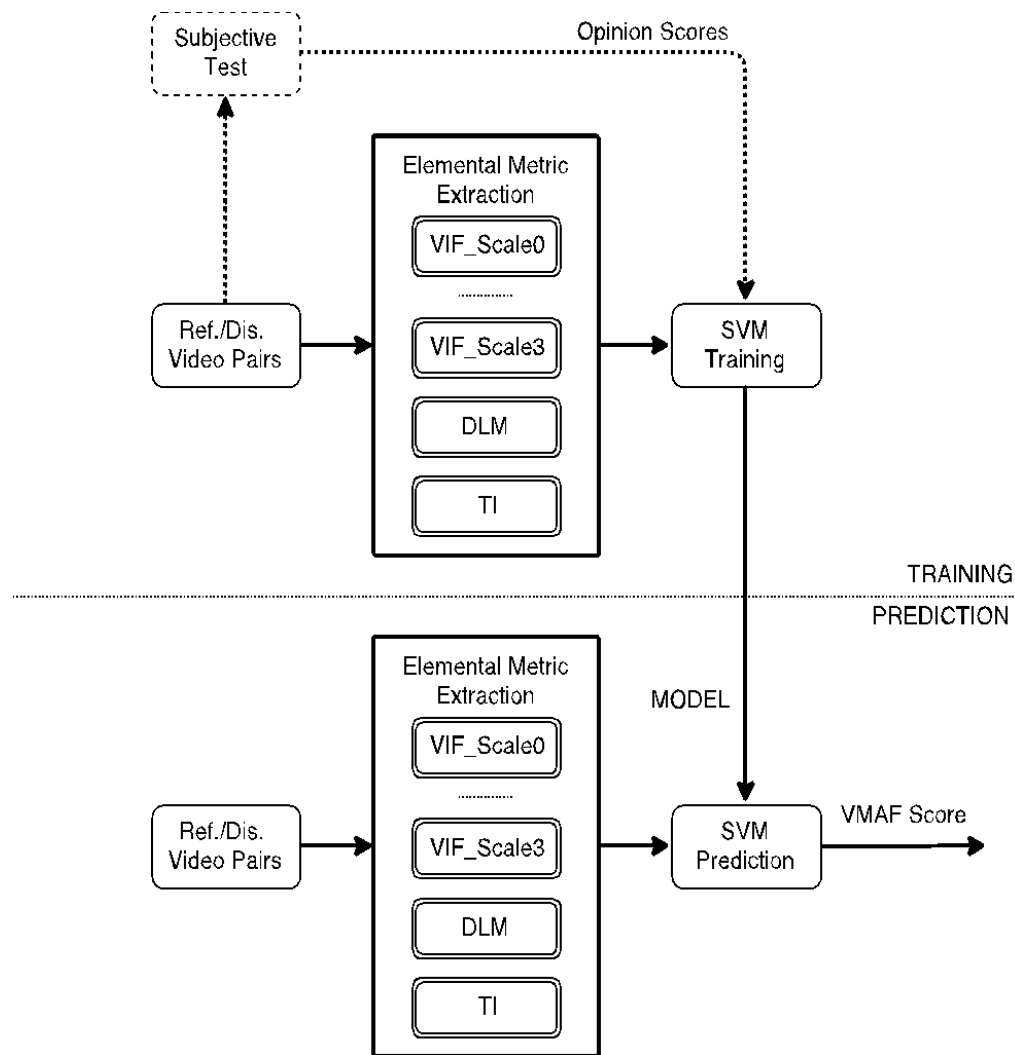 Subjective
Test
Opinion Scores
Elemental Metric
Extraction
VIF_Scale0
VIF_Scale3
DLM
TI
Ref./Dis.
Video Pairs
SVM
Training
TRAINING
PREDICTION
Elemental Metric
Extraction
VIF_Scale0
VIF_Scale3
DLM
TI
MODEL
Ref./Dis.
Video Pairs
SVM
Prediction
VMAF Score